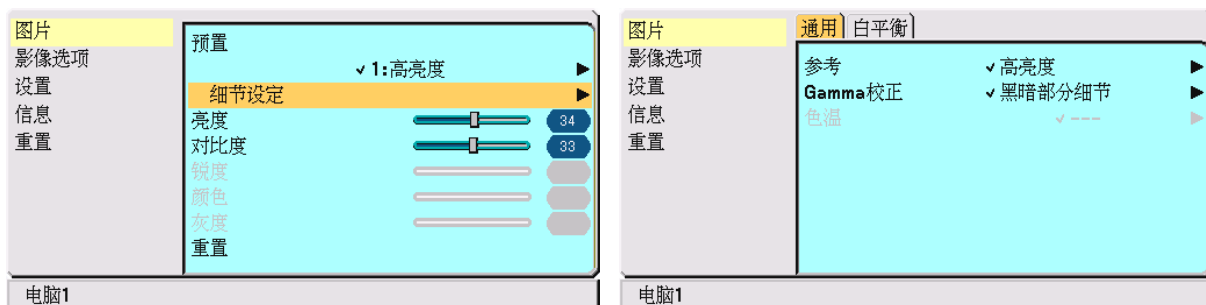 图片
影像选项
设置
信息
重置
预置
✓1:高亮度
细节设定
亮度 34
对比度 33
锐度
颜色
灰度
重置
电脑1
图片
影像选项
设置
信息
重置
通用 白平衡
参考 ✓高亮度
Gamma校正 ✓黑暗部分细节
色温 ✓---
电脑1